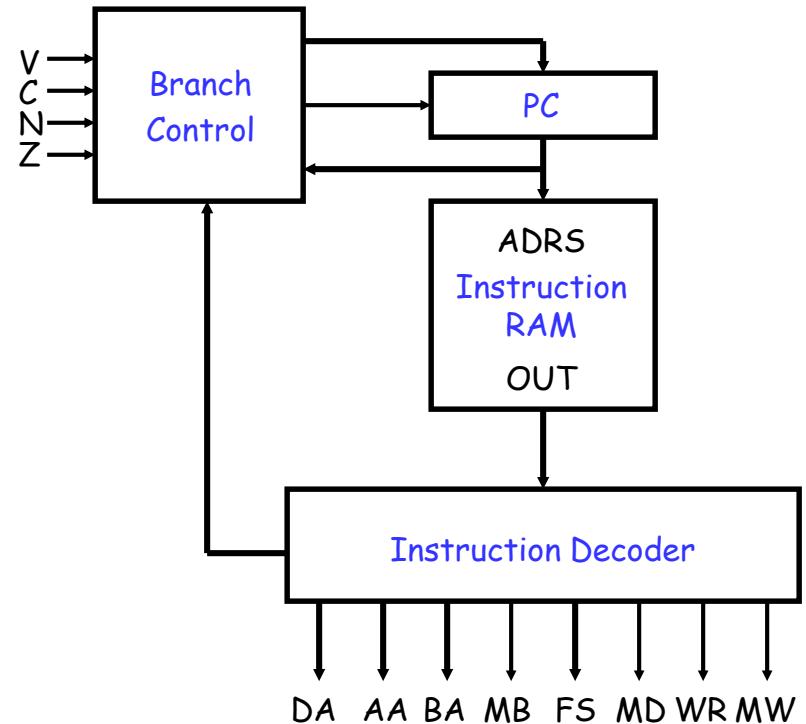 V
C
N
Z
Branch
Control
PC
ADRS
Instruction
RAM
OUT
Instruction Decoder
DA AA BA MB FS MD WR MW